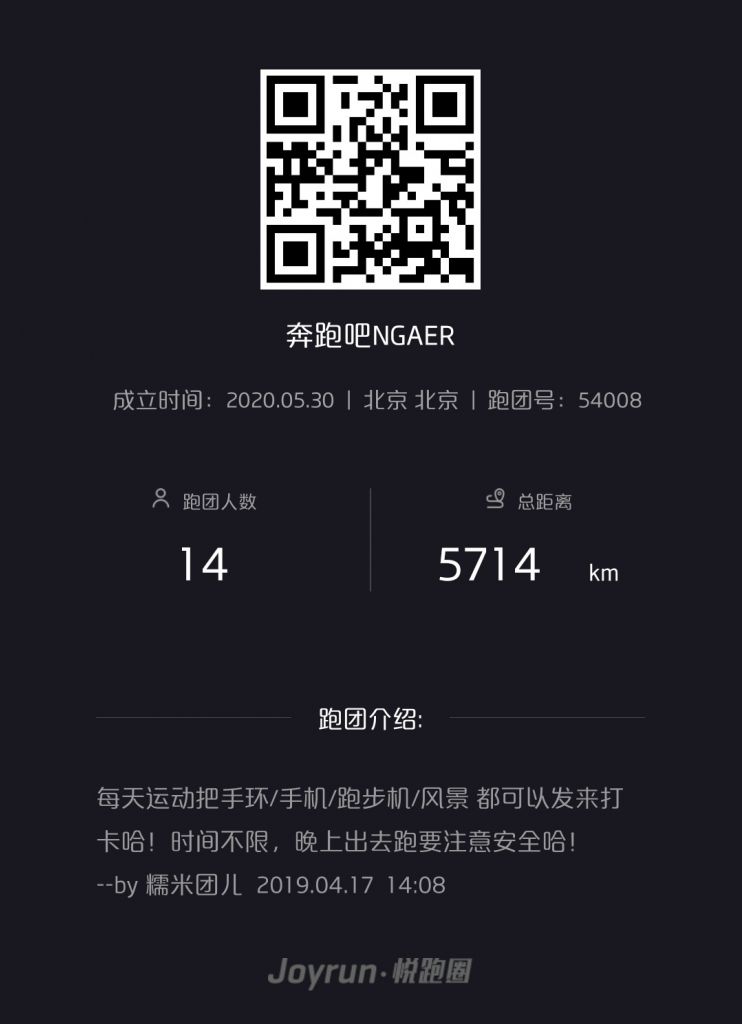 奔跑吧NGAER
成立时间：2020.05.30 | 北京 北京 | 跑团号：54008
跑团人数
总距离
14
5714 km
跑团介绍:
每天运动把手环/手机/跑步机/风景 都可以发来打
卡哈！时间不限，晚上出去跑要注意安全哈！
--by 糯米团儿 2019.04.17 14:08
Joyrun·悦跑圈